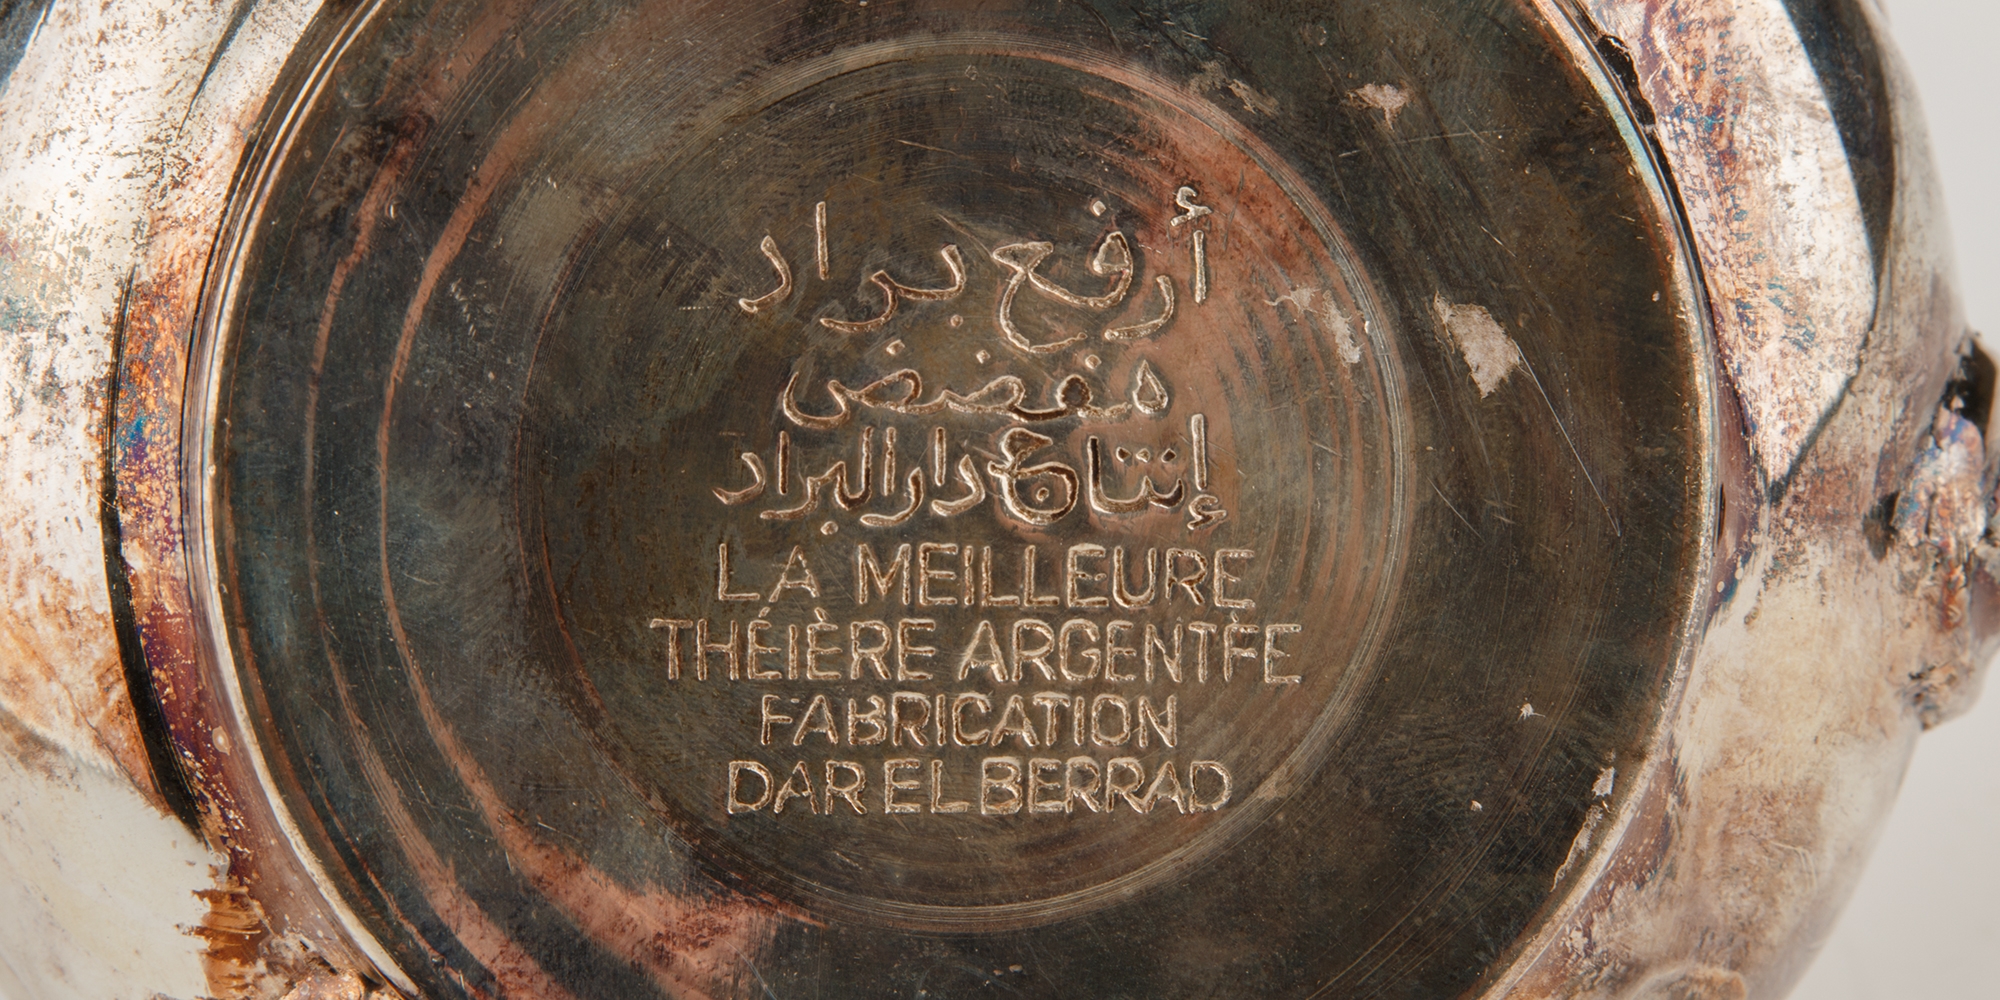 أرفع براد
مفضض
إنتاج دار البراد
LA MEILLEURE
THÉIÈRE ARGENTÉE
FABRICATION
DAR EL BERRAD